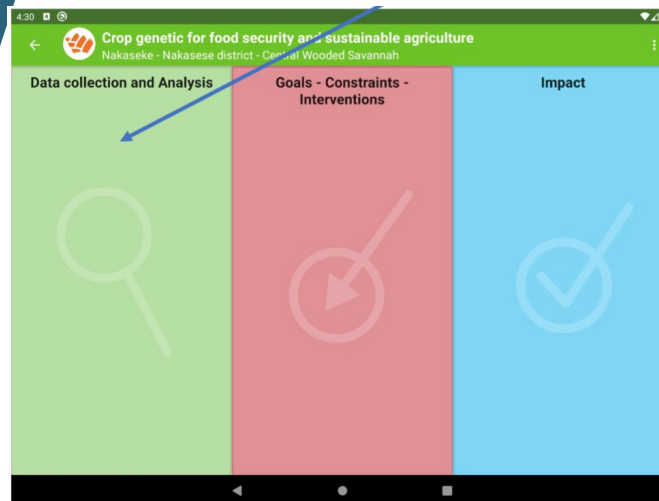 4:30
Crop genetic for food security and sustainable agriculture
Nakaseke - Nakasese district - Central Wooded Savannah
Data collection and Analysis
Goals - Constraints -
Interventions
Impact